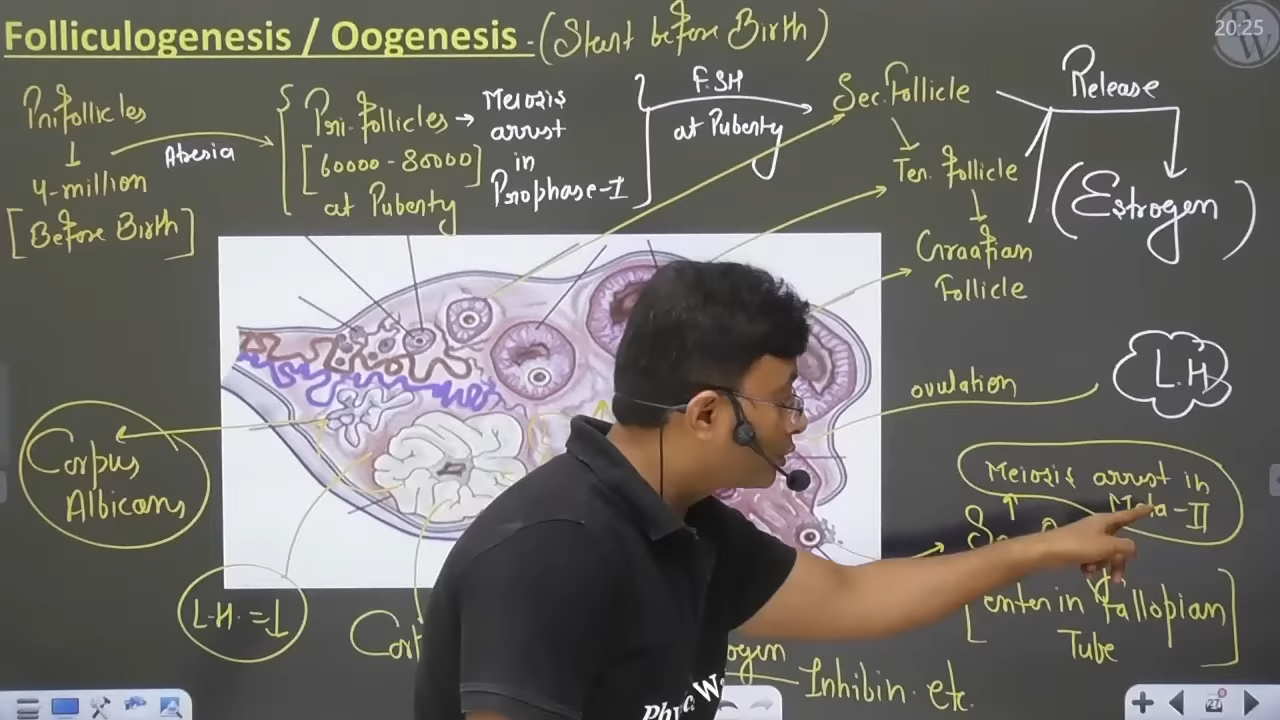 Folliculogenesis / Oogenesis - (Start before Birth)
20:25
Pri follicles
4-million
[Before Birth]
Atresia
Pri. follicles →
[60000 - 80000]
at Puberty
Meiosis
arrest
in
Prophase-I
F.SH
at Puberty
Sec. Follicle
Ter. follicle
Graafian
Follicle
Release
(Estrogen)
L.H
ovulation
Corpus
Albicans
L.H. = ↓
Meiosis arrest in
-II
[enter in Fallopian
Tube]
Inhibin. etc.